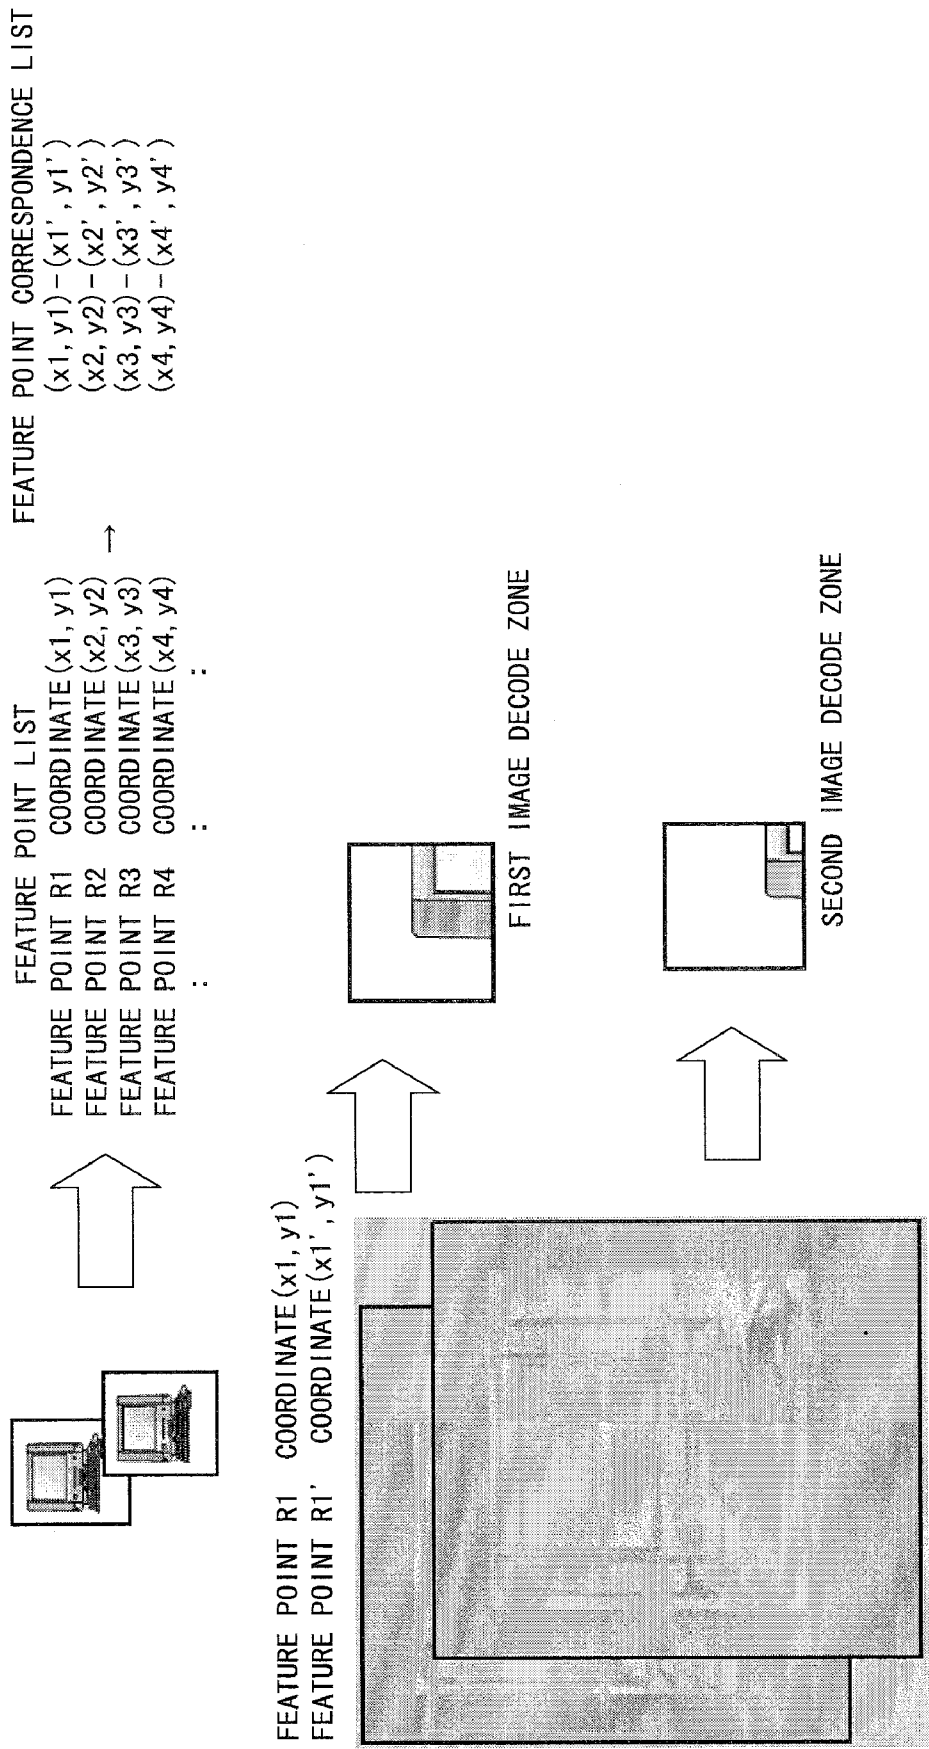 FEATURE POINT LIST
FEATURE POINT R1 COORDINATE(x1, y1)
FEATURE POINT R2 COORDINATE(x2, y2)
FEATURE POINT R3 COORDINATE(x3, y3)
FEATURE POINT R4 COORDINATE(x4, y4)
: : :
→
FEATURE POINT CORRESPONDENCE LIST
(x1, y1)-(x1', y1')
(x2, y2)-(x2', y2')
(x3, y3)-(x3', y3')
(x4, y4)-(x4', y4')
FEATURE POINT R1 COORDINATE(x1, y1)
FEATURE POINT R1' COORDINATE(x1', y1')
FIRST IMAGE DECODE ZONE
SECOND IMAGE DECODE ZONE